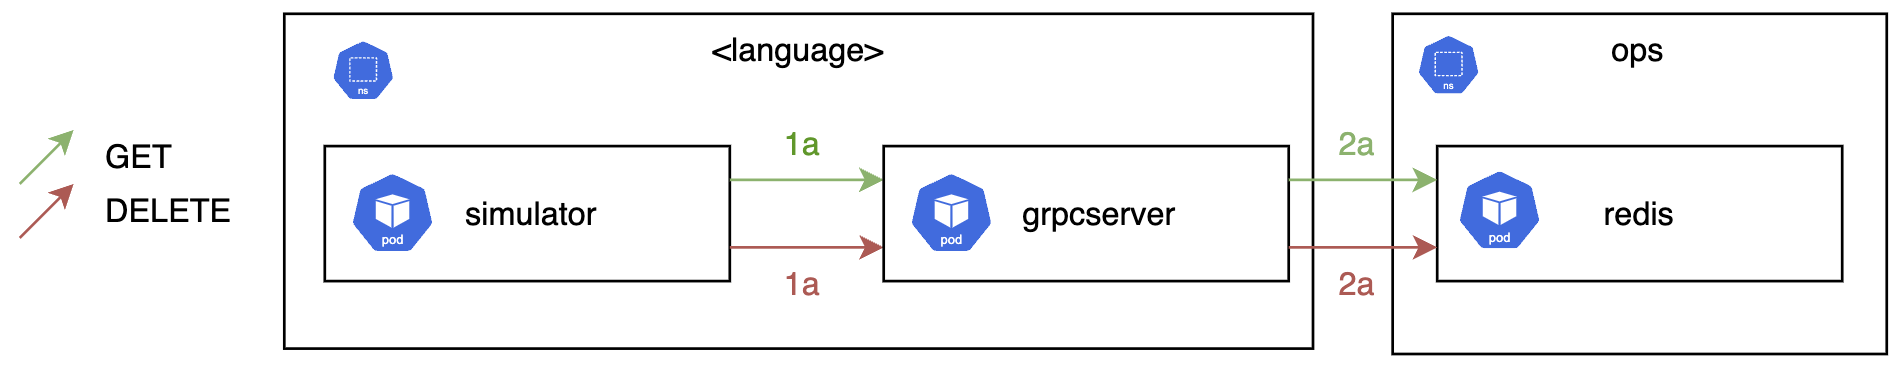 <language>
ops
ns
ns
GET
DELETE
1a
2a
simulator
grpcserver
redis
pod
pod
pod
1a
2a